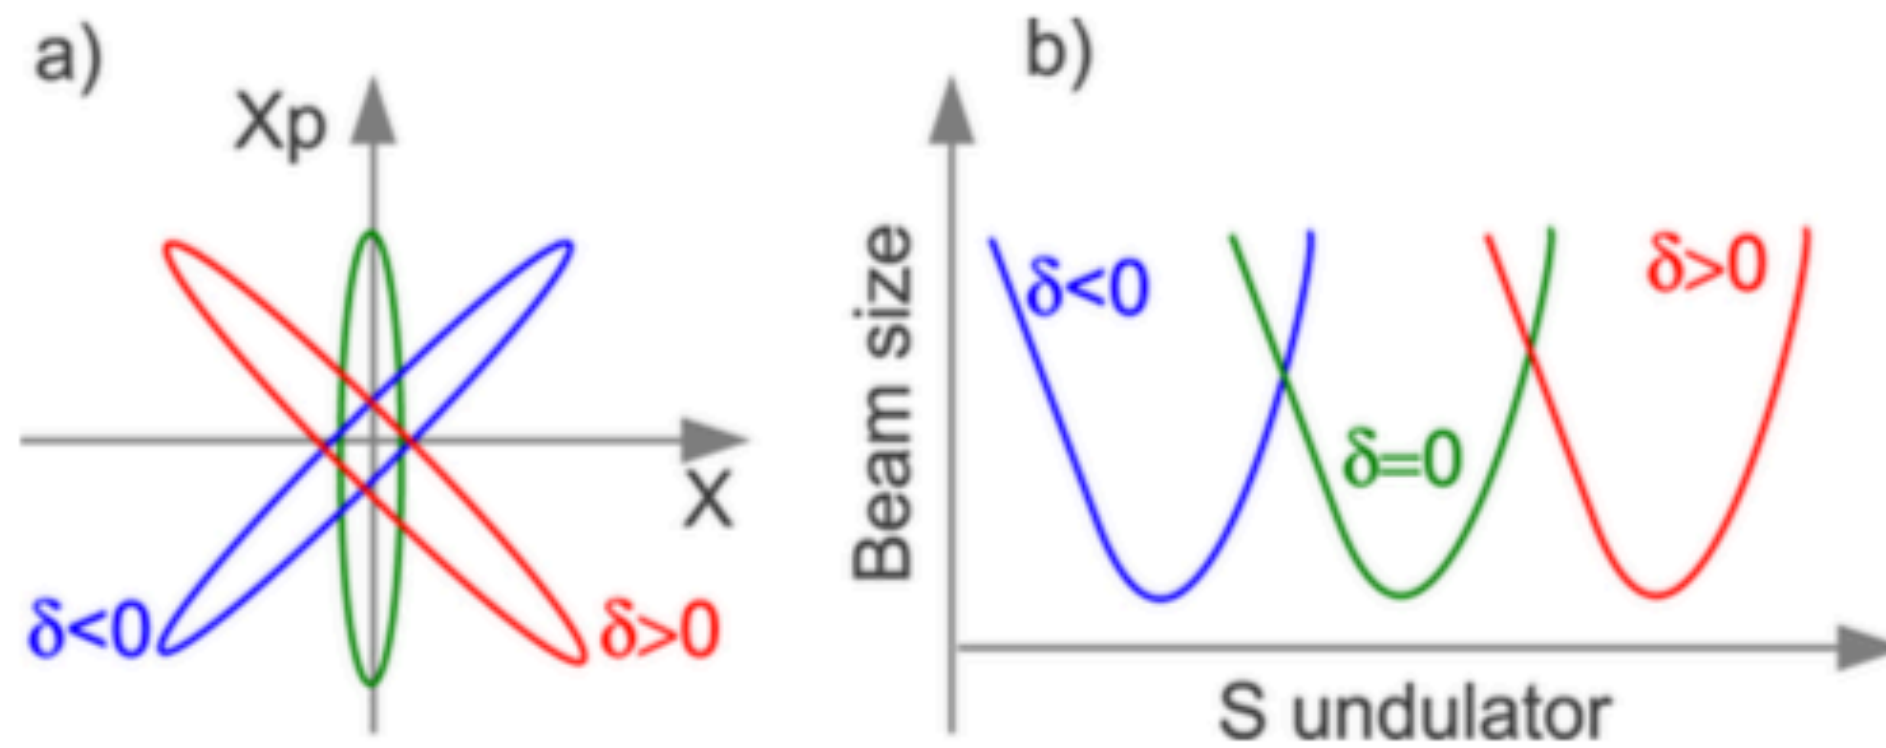 a)
Xp
X
δ<0
δ>0
b)
Beam size
δ<0
δ=0
δ>0
S undulator